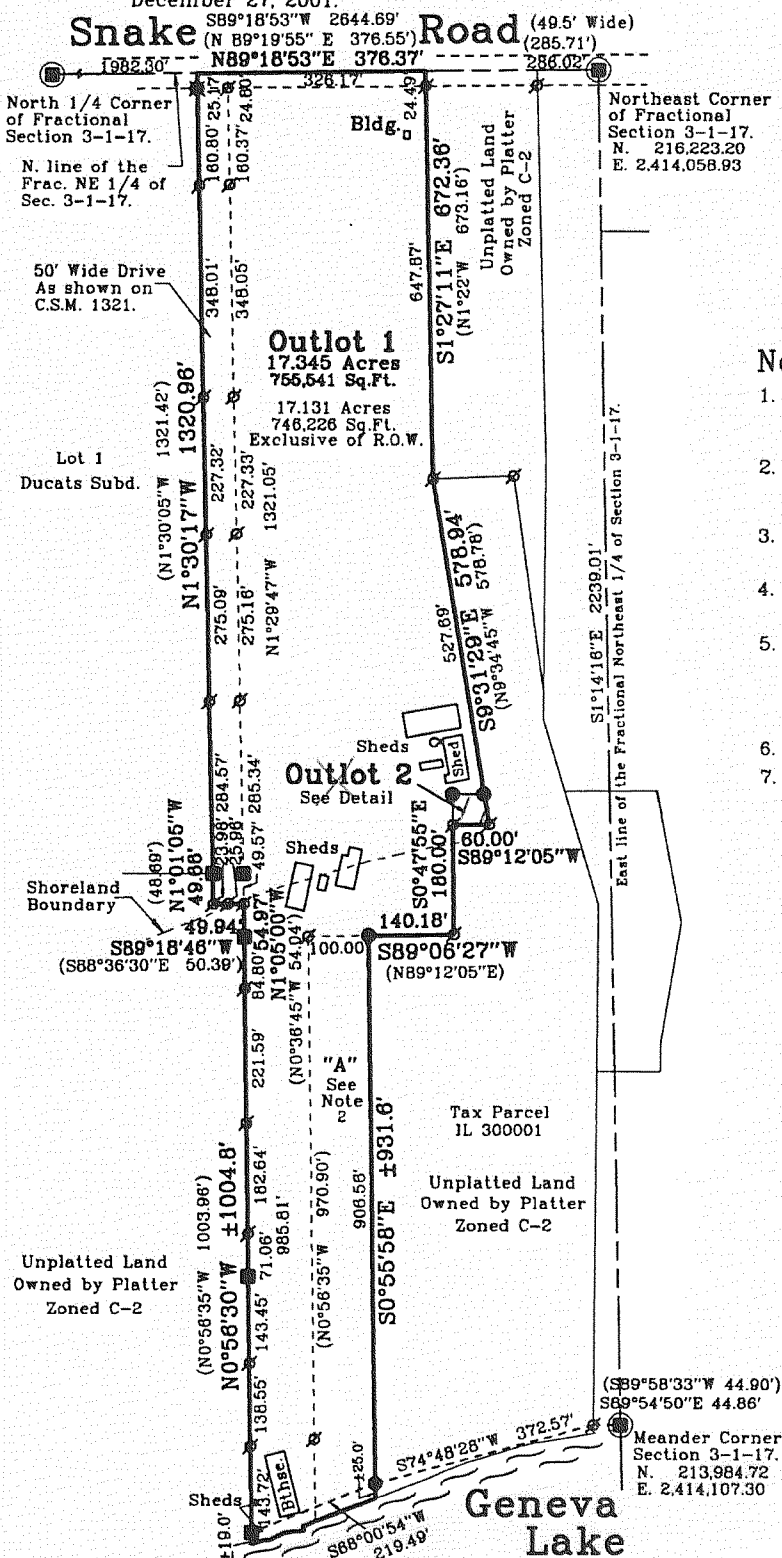 December 27, 2001.
S89°18'53"W 2644.69'
Snake Road
(N 89°19'55" E 376.55')
(49.5' Wide)
(285.71')
N89°18'53"E 376.37'
1982.30'
326.17'
286.02'
North 1/4 Corner
of Fractional
Section 3-1-17.
N. line of the
Frac. NE 1/4 of
Sec. 3-1-17.
Northeast Corner
of Fractional
Section 3-1-17.
N. 216,223.20
E. 2,414,058.93
25.17'
24.60'
24.49'
Bldg.
160.80'
160.37'
Unplatted Land
Owned by Platter
Zoned C-2
S1°27'11"E 672.36'
(N1°22'W 673.16')
647.87'
50' Wide Drive
As shown on
C.S.M. 1321.
348.01'
348.05'
Outlot 1
17.345 Acres
755,541 Sq.Ft.
17.131 Acres
746,226 Sq.Ft.
Exclusive of R.O.W.
No
1.
2.
3.
4.
5.
6.
7.
Lot 1
Ducats Subd.
(N1°30'05"W 1321.42')
N1°30'17"W 1320.96'
227.32'
227.33'
275.09'
275.16'
N1°29'47"W 1321.05'
S9°31'29"E 578.94'
(N9°34'45"W 578.78')
527.69'
S1°14'16"E 2239.01'
East line of the Fractional Northeast 1/4 of Section 3-1-17.
Sheds
Shed
Outlot 2
See Detail
284.57'
285.34'
23.98'
25.96'
49.57'
(48.69')
N1°01'05"W
49.66'
Sheds
S0°47'55"E
180.00'
60.00'
S89°12'05"W
Shoreland
Boundary
49.94'
S89°18'46"W
(S88°36'30"E 50.39')
54.97'
N1°05'00"W
(N0°36'45"W 54.04')
84.80'
100.00'
140.18'
S89°06'27"W
(N89°12'05"E)
221.59'
"A"
See
Note
2
Tax Parcel
IL 300001
Unplatted Land
Owned by Platter
Zoned C-2
S0°55'58"E ±931.6'
906.58'
182.64'
71.06'
985.81'
(N0°56'35"W 970.90')
(N0°56'35"W 1003.96')
N0°56'30"W ±1004.8'
Unplatted Land
Owned by Platter
Zoned C-2
143.45'
138.55'
143.72'
(S89°58'33"W 44.90')
S89°54'50"E 44.86'
Meander Corner
Section 3-1-17.
N. 213,984.72
E. 2,414,107.30
S74°48'28"W 372.57'
±25.0'
Bthse.
Sheds
±19.0'
S68°00'54"W
219.49'
Geneva
Lake